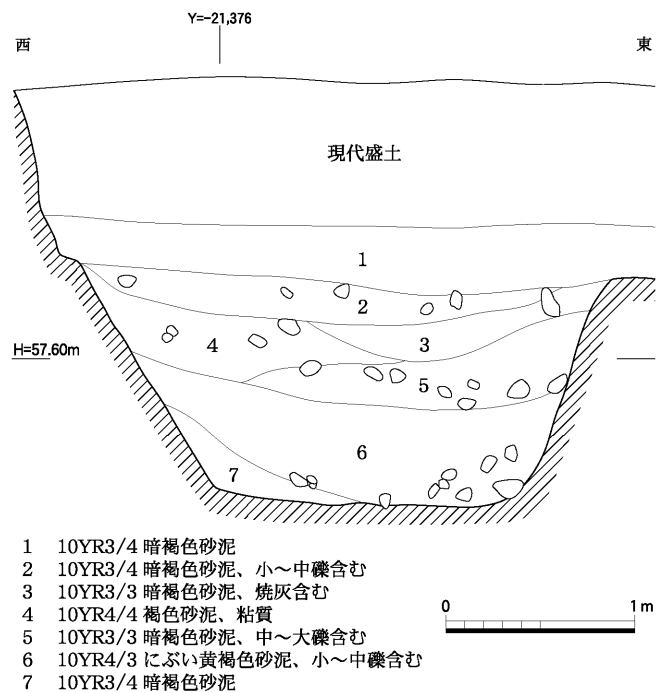 Y=-21,376
西
東
現代盛土
1
2
3
4
H=57.60m
5
6
7
1 10YR3/4 暗褐色砂泥
2 10YR3/4 暗褐色砂泥、小～中礫含む
3 10YR3/3 暗褐色砂泥、焼灰含む
4 10YR4/4 褐色砂泥、粘質
5 10YR3/3 暗褐色砂泥、中～大礫含む
6 10YR4/3 にぶい黄褐色砂泥、小～中礫含む
7 10YR3/4 暗褐色砂泥
0
1 m